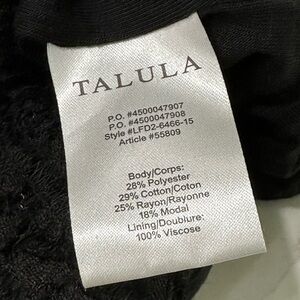 TALULA
P.O. #4500047907
P.O. #4500047908
Style #LFD2-6466-15
Article #55809
Body/Corps:
28% Polyester
29% Cotton/Coton
25% Rayon/Rayonne
18% Modal
Lining/Doublure:
100% Viscose